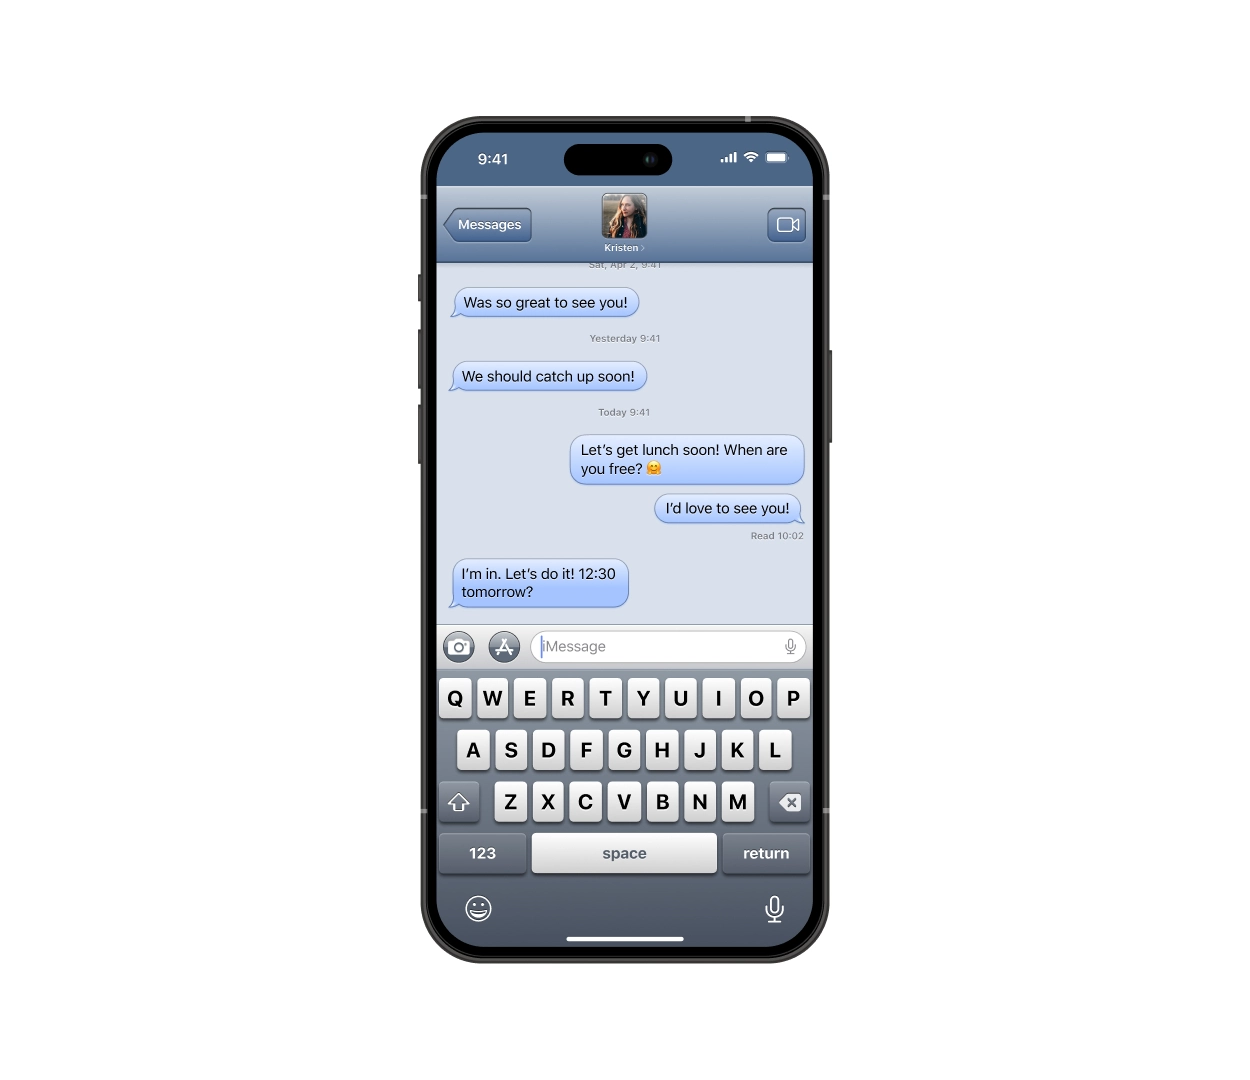 9:41
Messages
Kristen
Sat, Apr 2, 9:41
Was so great to see you!
Yesterday 9:41
We should catch up soon!
Today 9:41
Let's get lunch soon! When are
you free? 🤗
I'd love to see you!
Read 10:02
I'm in. Let's do it! 12:30
tomorrow?
iMessage
Q W E R T Y U I O P
A S D F G H J K L
Z X C V B N M
123 space return